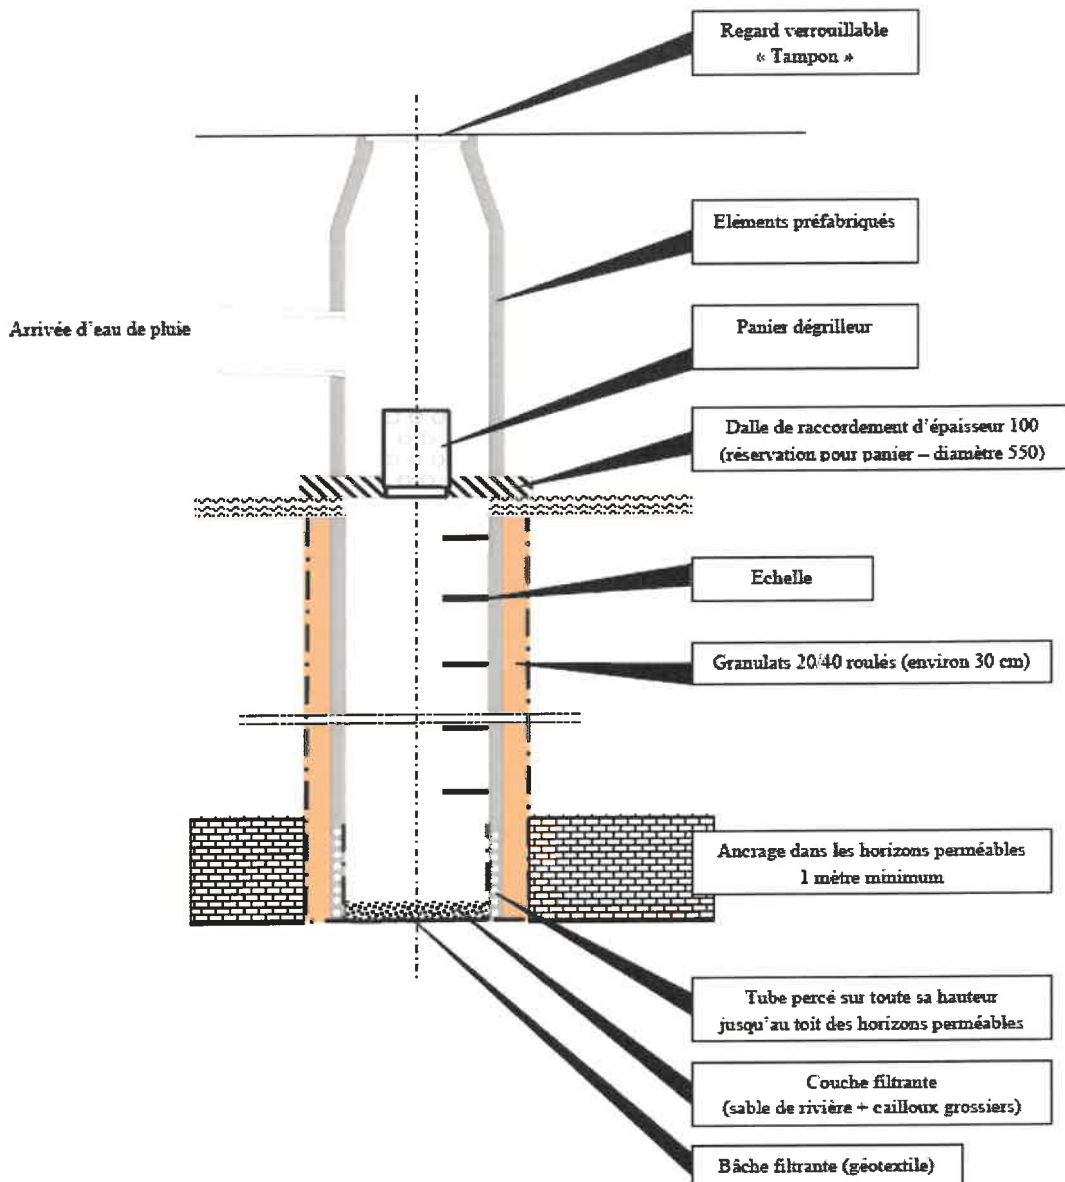 Regard verrouillable
« Tampon »
Eléments préfabriqués
Arrivée d'eau de pluie
Panier dégrilleur
Dalle de raccordement d'épaisseur 100
(réservation pour panier – diamètre 550)
Echelle
Granulats 20/40 roulés (environ 30 cm)
Ancrage dans les horizons perméables
1 mètre minimum
Tube percé sur toute sa hauteur
jusqu'au toit des horizons perméables
Couche filtrante
(sable de rivière + cailloux grossiers)
Bâche filtrante (géotextile)